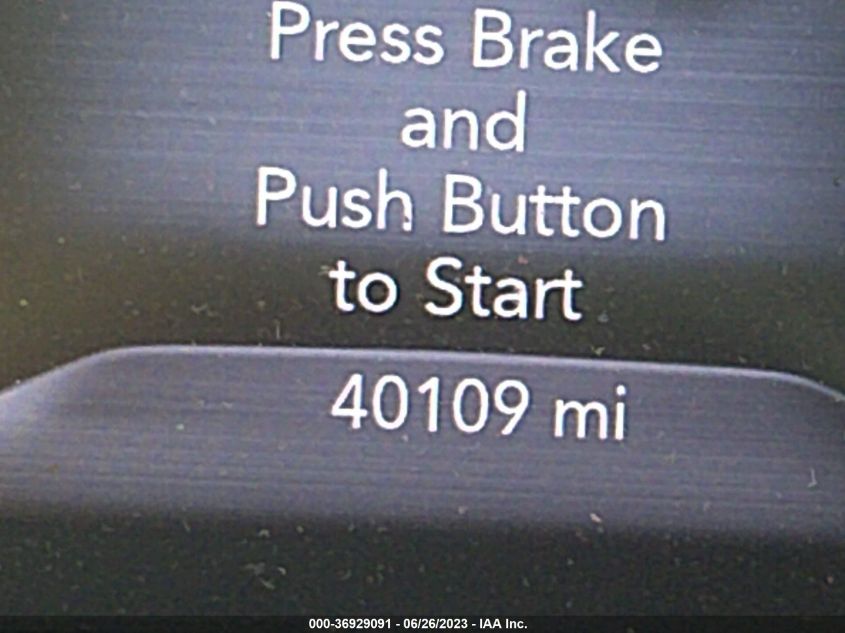 Press Brake
and
Push Button
to Start
40109 mi
000-36929091 - 06/26/2023 - IAA Inc.